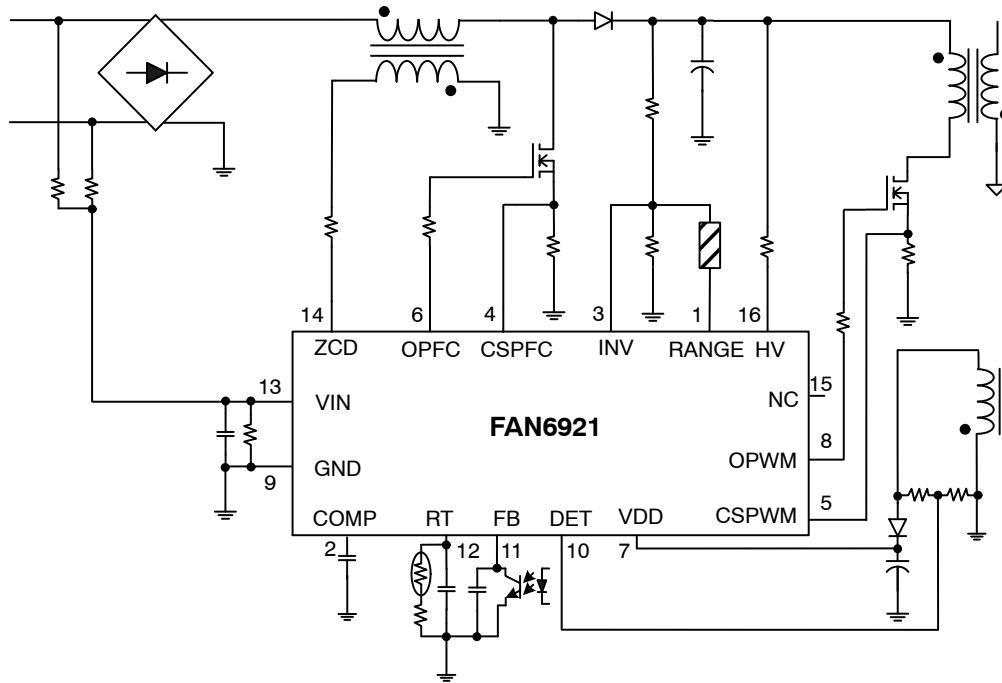 14 6 4 3 1 16
ZCD OPFC CSPFC INV RANGE HV
13 VIN NC 15
FAN6921
8
OPWM
GND
9
5
COMP RT FB DET VDD CSPWM
2 12 11 10 7